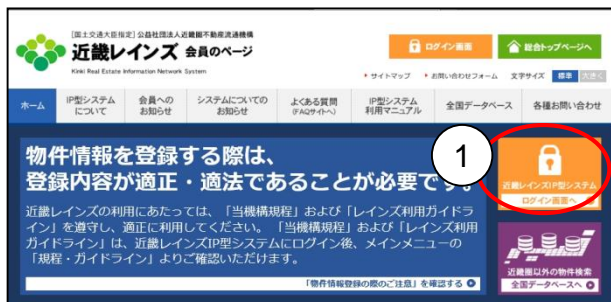 [国土交通大臣指定] 公益社団法人近畿圏不動産流通機構
近畿レインズ 会員のページ
Kinki Real Estate Information Network System
ログイン画面
総合トップページへ
サイトマップ
お問い合わせフォーム
文字サイズ 標準 大きく
ホーム
IP型システム
について
会員への
お知らせ
システムについての
お知らせ
よくある質問
(FAQサイトへ)
IP型システム
利用マニュアル
全国データベース
各種お問い合わせ
物件情報を登録する際は、
登録内容が適正・適法であることが必要です。
近畿レインズの利用にあたっては、「当機構規程」および「レインズ利用ガイドラ
イン」を遵守し、適正に利用してください。 「当機構規程」および「レインズ利用
ガイドライン」は、近畿レインズIP型システムにログイン後、メインメニューの
「規程・ガイドライン」よりご確認いただけます。
「物件情報登録の際のご注意」を確認する
1
近畿レインズIP型システム
ログイン画面へ
近畿圏以外の物件検索
全国データベースへ